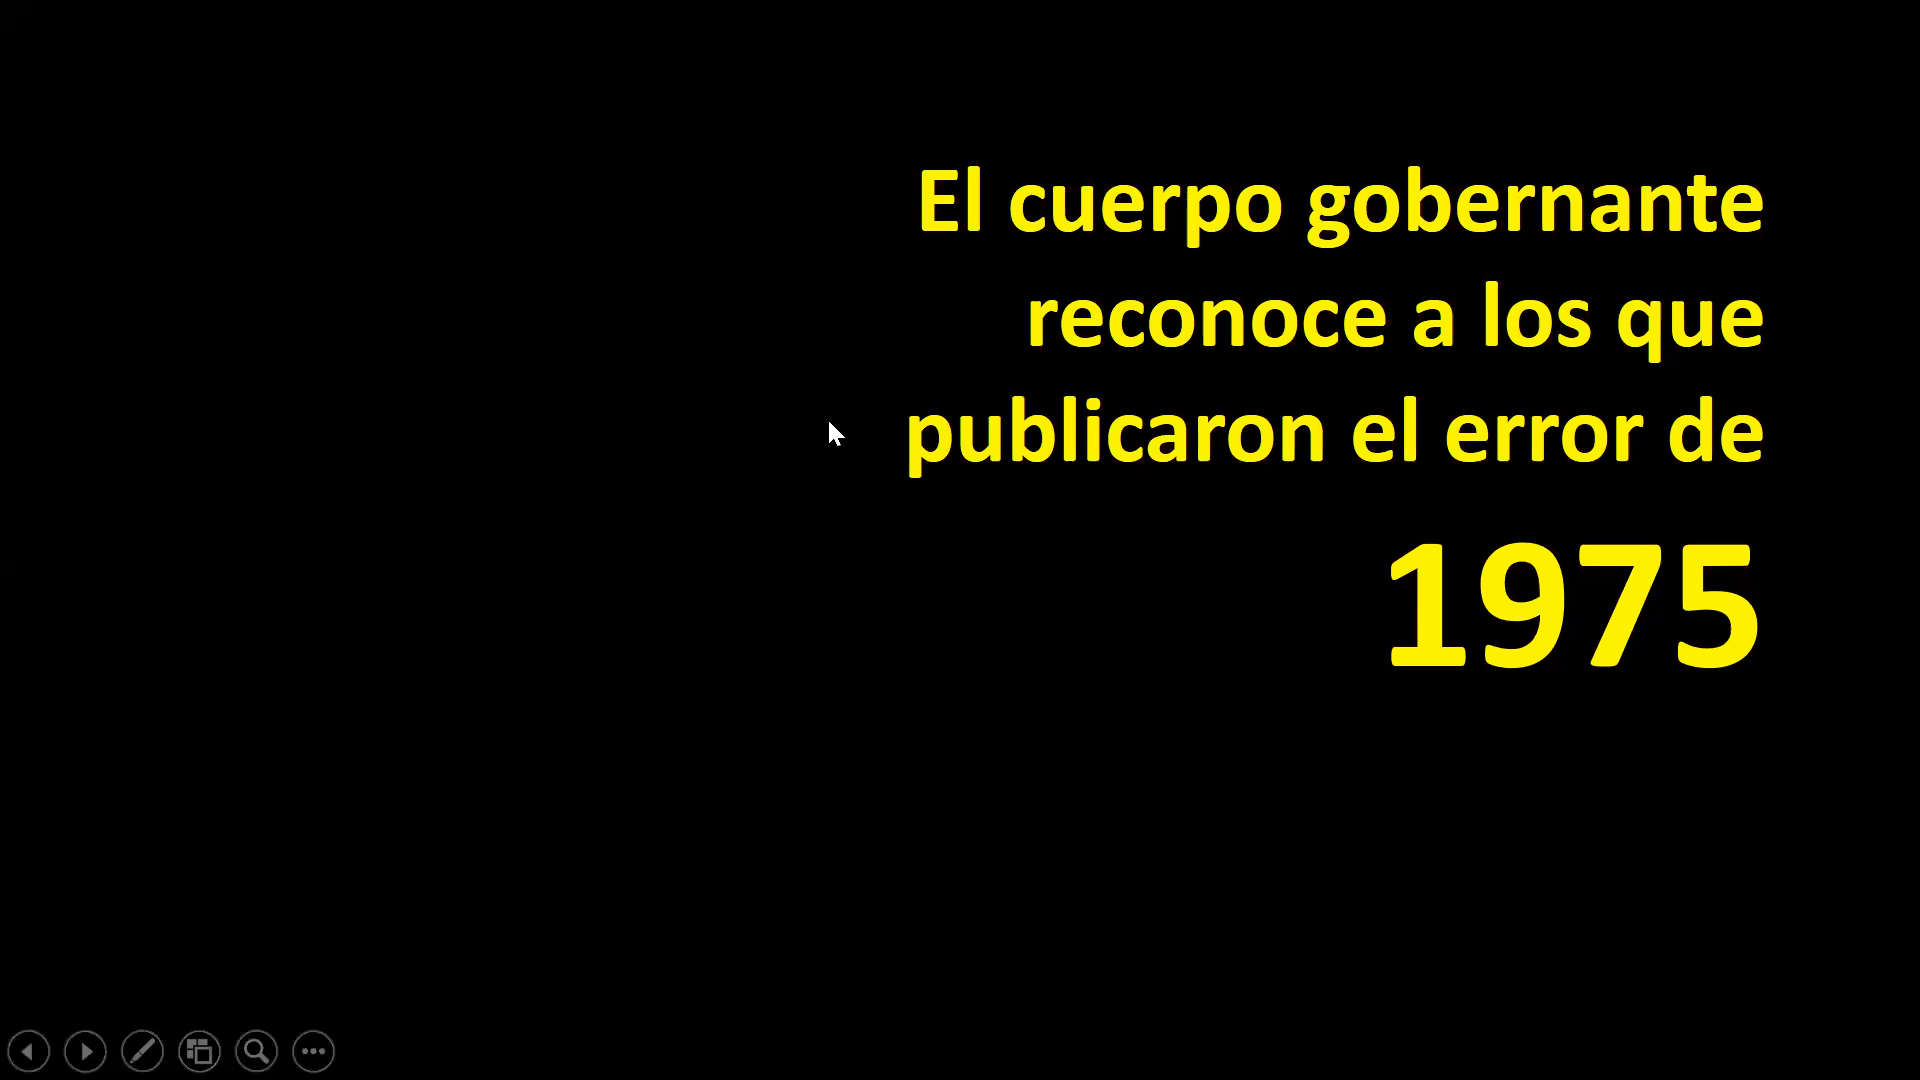 El cuerpo gobernante
reconoce a los que
publicaron el error de
1975